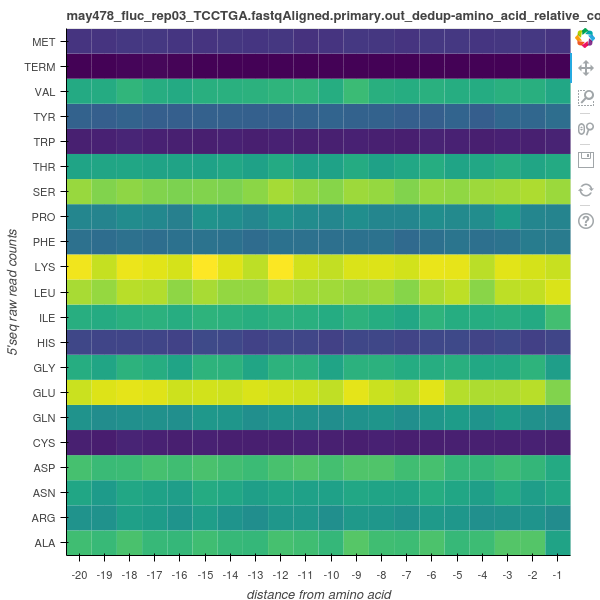 may478_fluc_rep03_TCCTGA.fastqAligned.primary.out_dedup-amino_acid_relative_co
MET
TERM
VAL
TYR
TRP
THR
SER
PRO
PHE
LYS
LEU
ILE
HIS
GLY
GLU
GLN
CYS
ASP
ASN
ARG
ALA
5'seq raw read counts
-20 -19 -18 -17 -16 -15 -14 -13 -12 -11 -10 -9 -8 -7 -6 -5 -4 -3 -2 -1
distance from amino acid